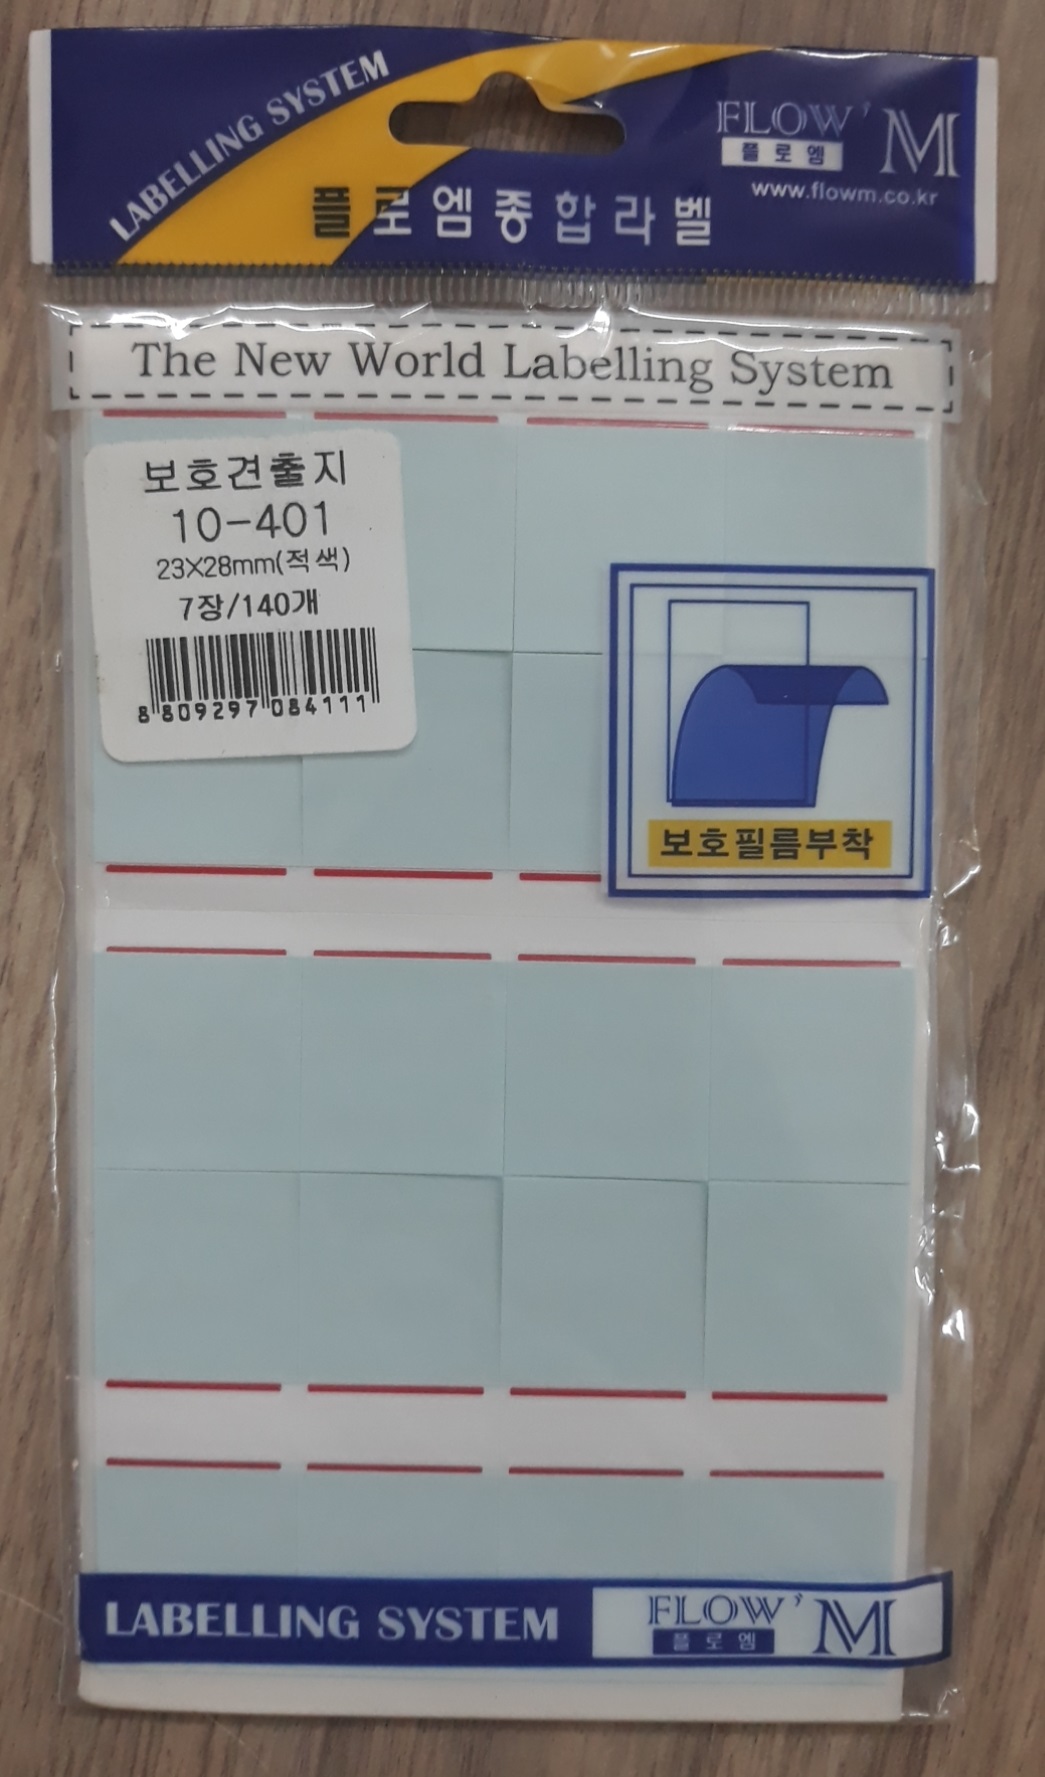 LABELLING SYSTEM
FLOW' M
플로엠
www.flowm.co.kr
플로엠종합라벨
The New World Labelling System
보호견출지
10-401
23X28mm(적색)
7장/140개
8 809297 084111
보호필름부착
LABELLING SYSTEM
FLOW' M
플로엠